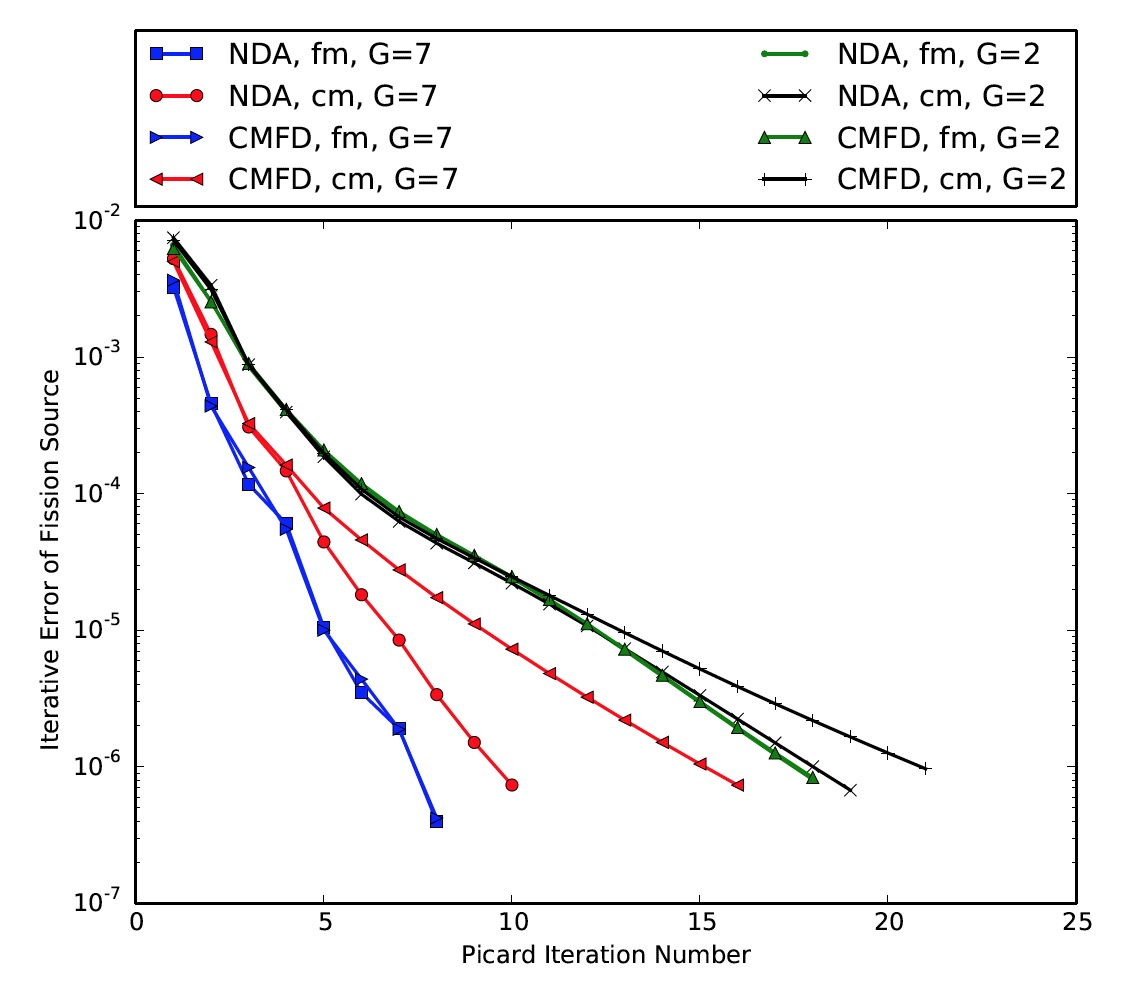 NDA, fm, G=7
NDA, cm, G=7
CMFD, fm, G=7
CMFD, cm, G=7
NDA, fm, G=2
NDA, cm, G=2
CMFD, fm, G=2
CMFD, cm, G=2
10^-2
10^-3
10^-4
10^-5
10^-6
10^-7
Iterative Error of Fission Source
0 5 10 15 20 25
Picard Iteration Number